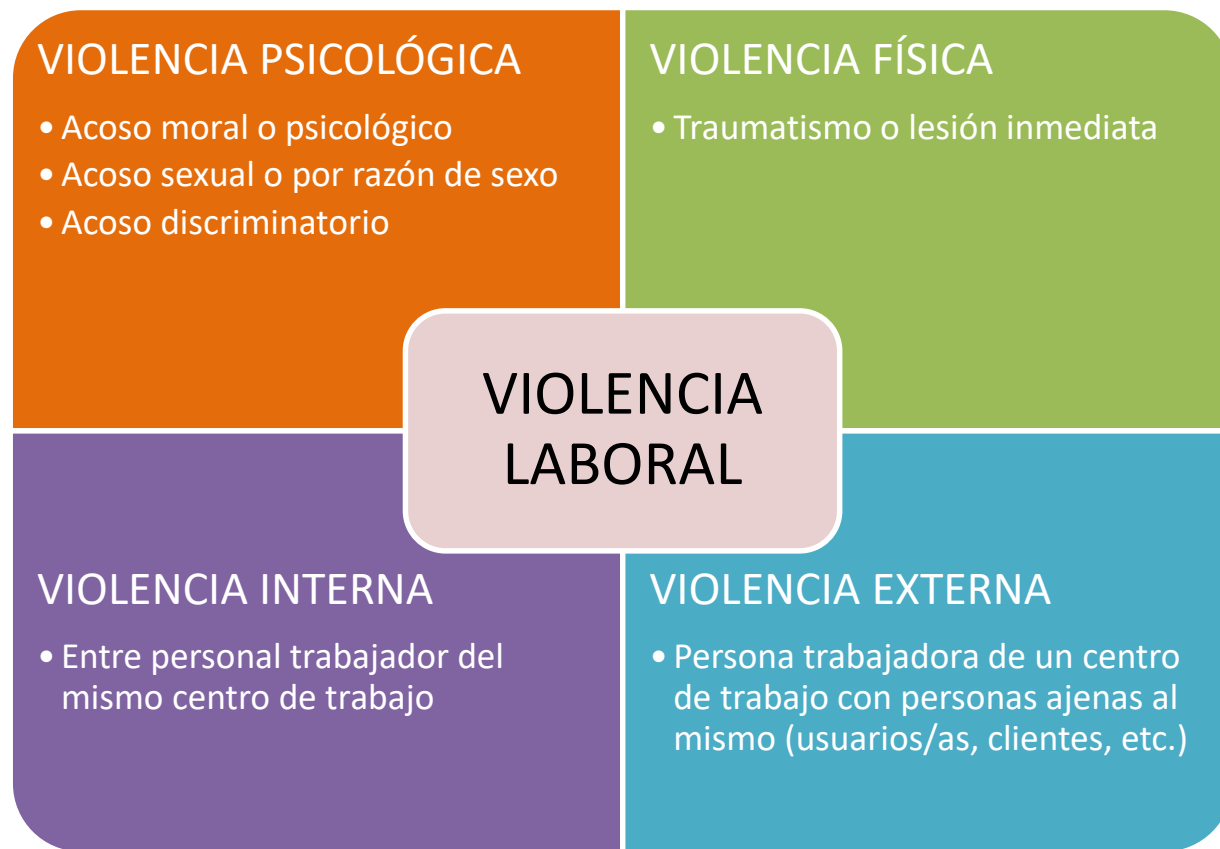 VIOLENCIA PSICOLÓGICA
• Acoso moral o psicológico
• Acoso sexual o por razón de sexo
• Acoso discriminatorio
VIOLENCIA FÍSICA
• Traumatismo o lesión inmediata
VIOLENCIA
LABORAL
VIOLENCIA INTERNA
• Entre personal trabajador del
mismo centro de trabajo
VIOLENCIA EXTERNA
• Persona trabajadora de un centro
de trabajo con personas ajenas al
mismo (usuarios/as, clientes, etc.)